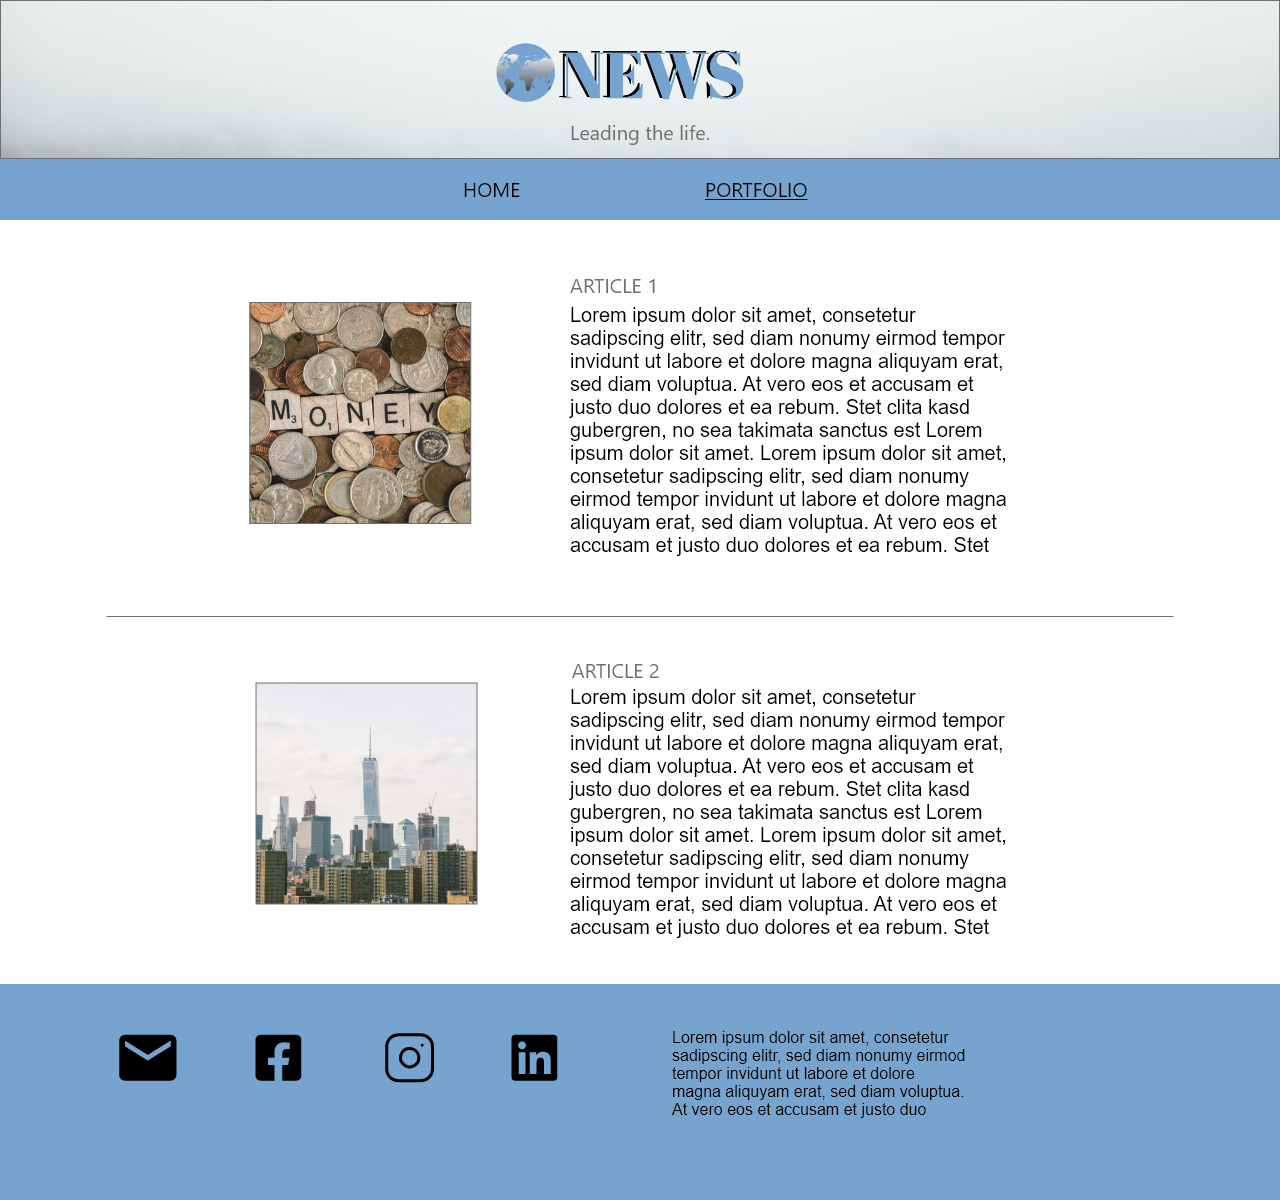 NEWS
Leading the life.
HOME
PORTFOLIO
ARTICLE 1
Lorem ipsum dolor sit amet, consetetur
sadipscing elitr, sed diam nonumy eirmod tempor
invidunt ut labore et dolore magna aliquyam erat,
sed diam voluptua. At vero eos et accusam et
justo duo dolores et ea rebum. Stet clita kasd
gubergren, no sea takimata sanctus est Lorem
ipsum dolor sit amet. Lorem ipsum dolor sit amet,
consetetur sadipscing elitr, sed diam nonumy
eirmod tempor invidunt ut labore et dolore magna
aliquyam erat, sed diam voluptua. At vero eos et
accusam et justo duo dolores et ea rebum. Stet
M3 O1 N1 E1 Y
ARTICLE 2
Lorem ipsum dolor sit amet, consetetur
sadipscing elitr, sed diam nonumy eirmod tempor
invidunt ut labore et dolore magna aliquyam erat,
sed diam voluptua. At vero eos et accusam et
justo duo dolores et ea rebum. Stet clita kasd
gubergren, no sea takimata sanctus est Lorem
ipsum dolor sit amet. Lorem ipsum dolor sit amet,
consetetur sadipscing elitr, sed diam nonumy
eirmod tempor invidunt ut labore et dolore magna
aliquyam erat, sed diam voluptua. At vero eos et
accusam et justo duo dolores et ea rebum. Stet
Lorem ipsum dolor sit amet, consetetur
sadipscing elitr, sed diam nonumy eirmod
tempor invidunt ut labore et dolore
magna aliquyam erat, sed diam voluptua.
At vero eos et accusam et justo duo